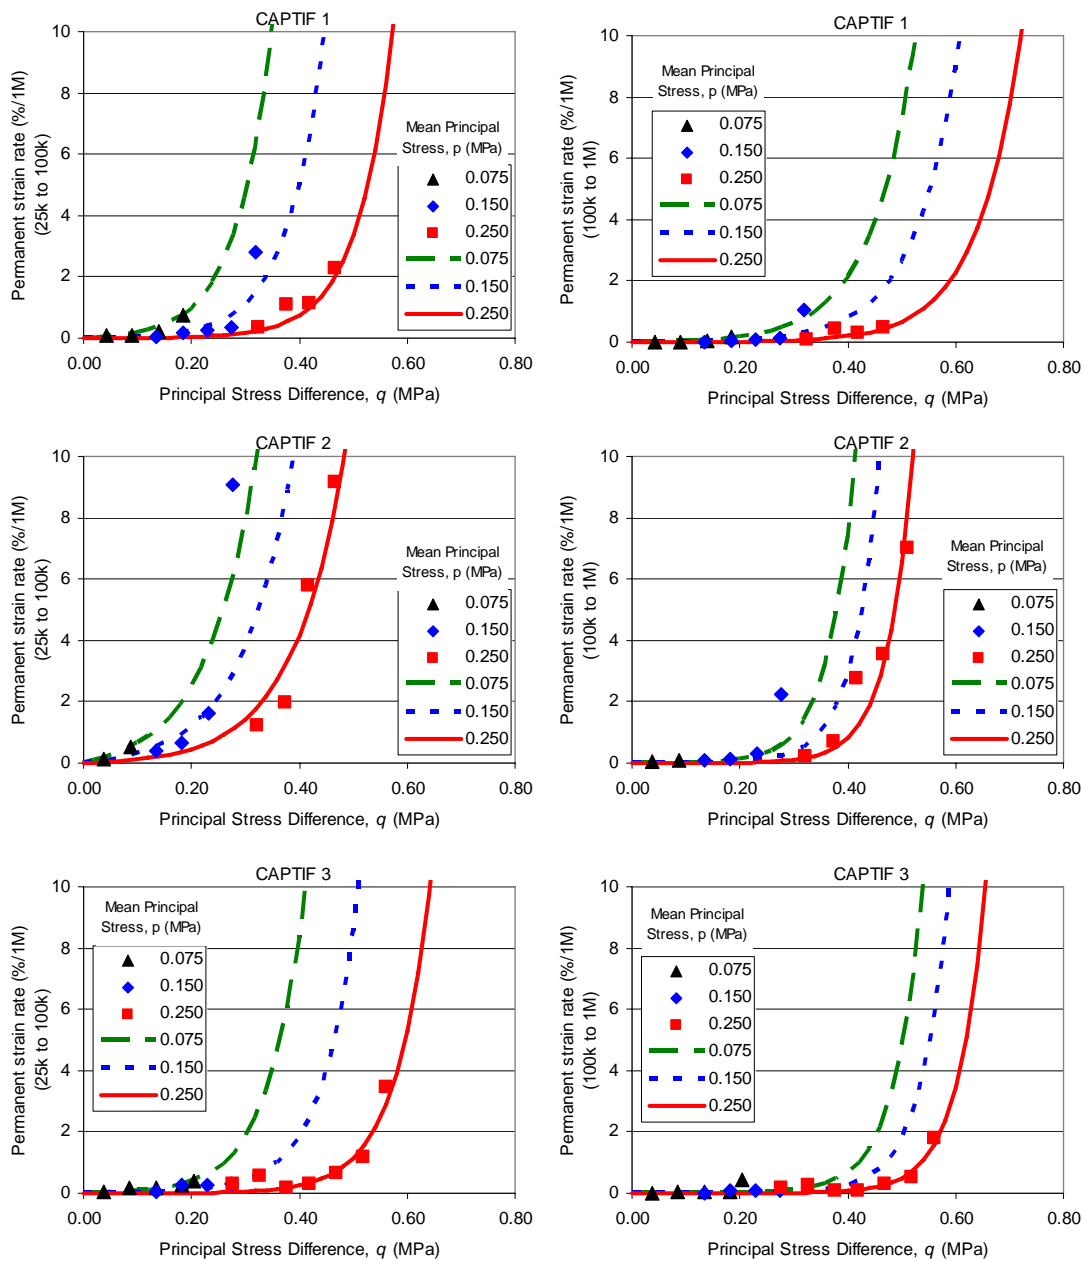 CAPTIF 1
Permanent strain rate (%/1M)
(25k to 100k)
10
8
6
4
2
0
0.00 0.20 0.40 0.60 0.80
Principal Stress Difference, q (MPa)
Mean Principal
Stress, p (MPa)
0.075
0.150
0.250
0.075
0.150
0.250
CAPTIF 1
Permanent strain rate (%/1M)
(100k to 1M)
10
8
6
4
2
0
0.00 0.20 0.40 0.60 0.80
Principal Stress Difference, q (MPa)
Mean Principal
Stress, p (MPa)
0.075
0.150
0.250
0.075
0.150
0.250
CAPTIF 2
Permanent strain rate (%/1M)
(25k to 100k)
10
8
6
4
2
0
0.00 0.20 0.40 0.60 0.80
Principal Stress Difference, q (MPa)
Mean Principal
Stress, p (MPa)
0.075
0.150
0.250
0.075
0.150
0.250
CAPTIF 2
Permanent strain rate (%/1M)
(100k to 1M)
10
8
6
4
2
0
0.00 0.20 0.40 0.60 0.80
Principal Stress Difference, q (MPa)
Mean Principal
Stress, p (MPa)
0.075
0.150
0.250
0.075
0.150
0.250
CAPTIF 3
Permanent strain rate (%/1M)
(25k to 100k)
10
8
6
4
2
0
0.00 0.20 0.40 0.60 0.80
Principal Stress Difference, q (MPa)
Mean Principal
Stress, p (MPa)
0.075
0.150
0.250
0.075
0.150
0.250
CAPTIF 3
Permanent strain rate (%/1M)
(100k to 1M)
10
8
6
4
2
0
0.00 0.20 0.40 0.60 0.80
Principal Stress Difference, q (MPa)
Mean Principal
Stress, p (MPa)
0.075
0.150
0.250
0.075
0.150
0.250